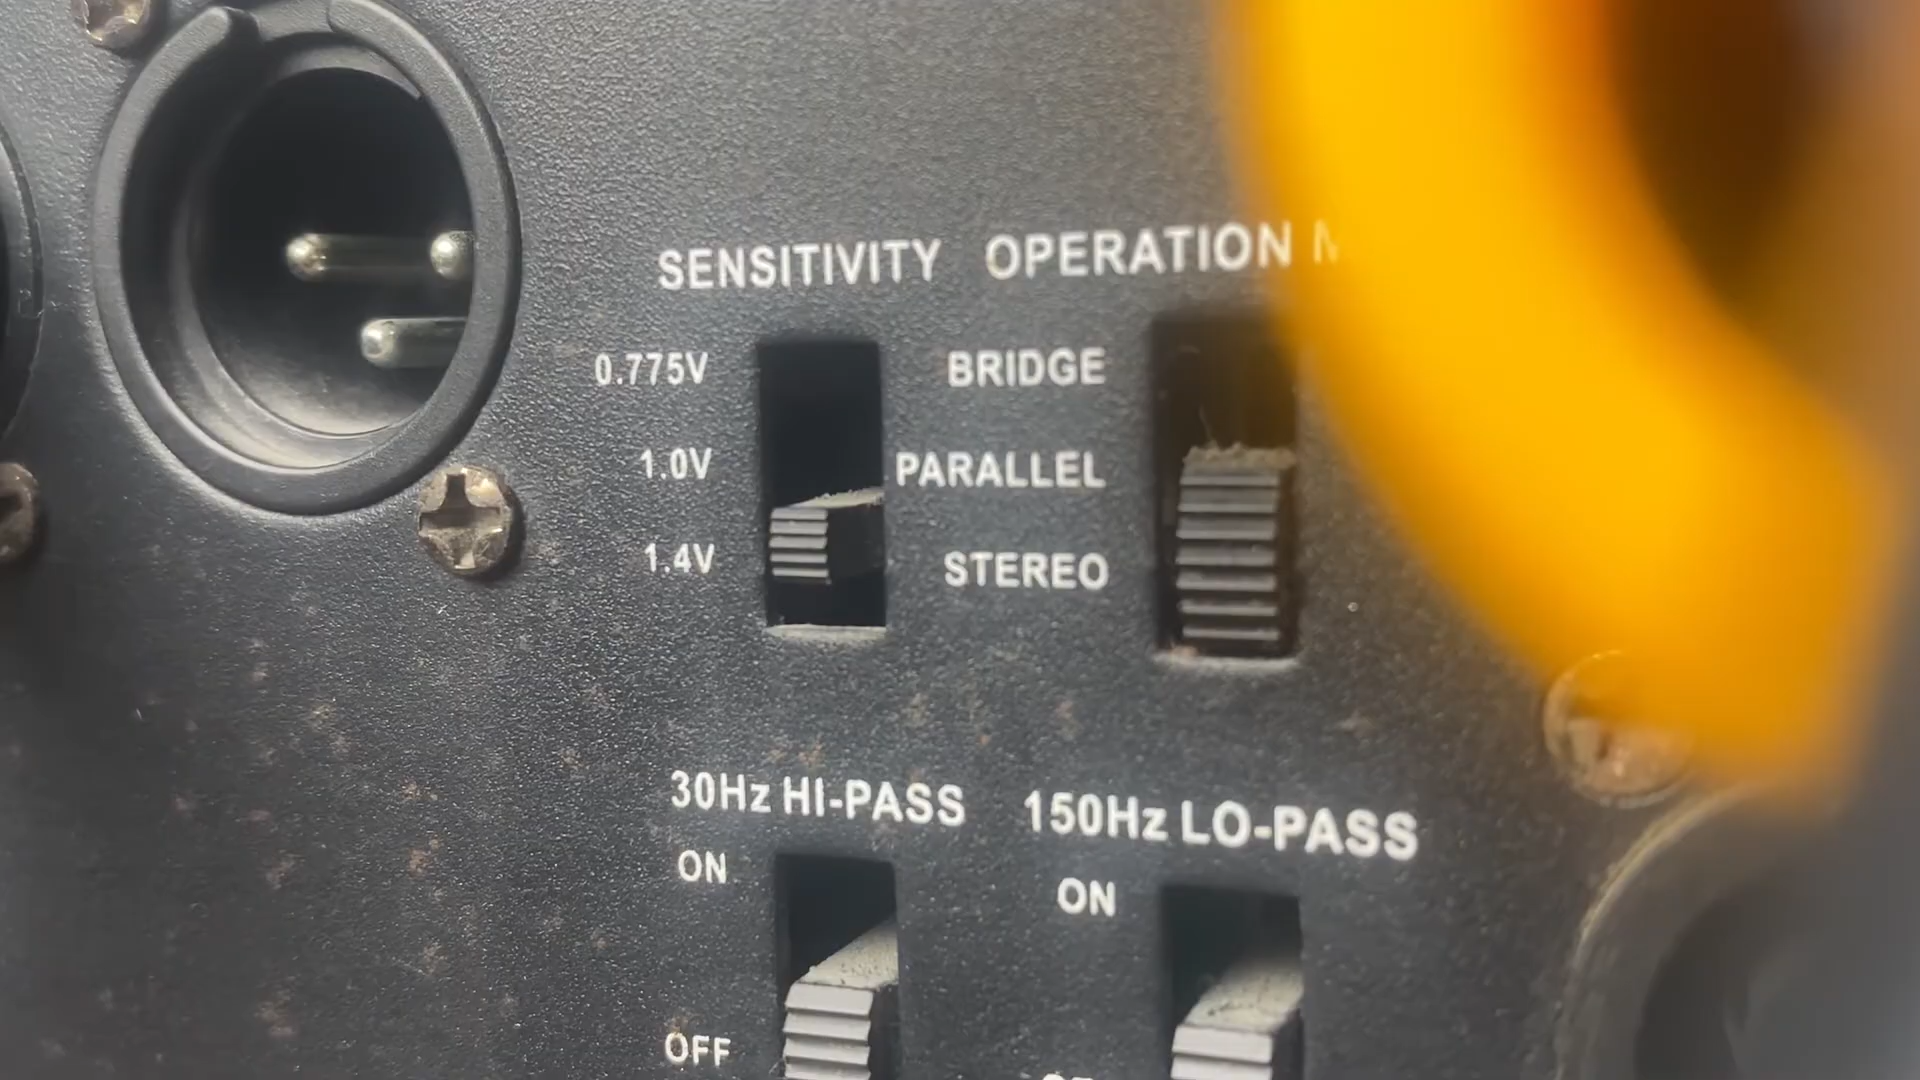 SENSITIVITY OPERATION
0.775V BRIDGE
1.0V PARALLEL
1.4V STEREO
30Hz HI-PASS 150Hz LO-PASS
ON ON
OFF